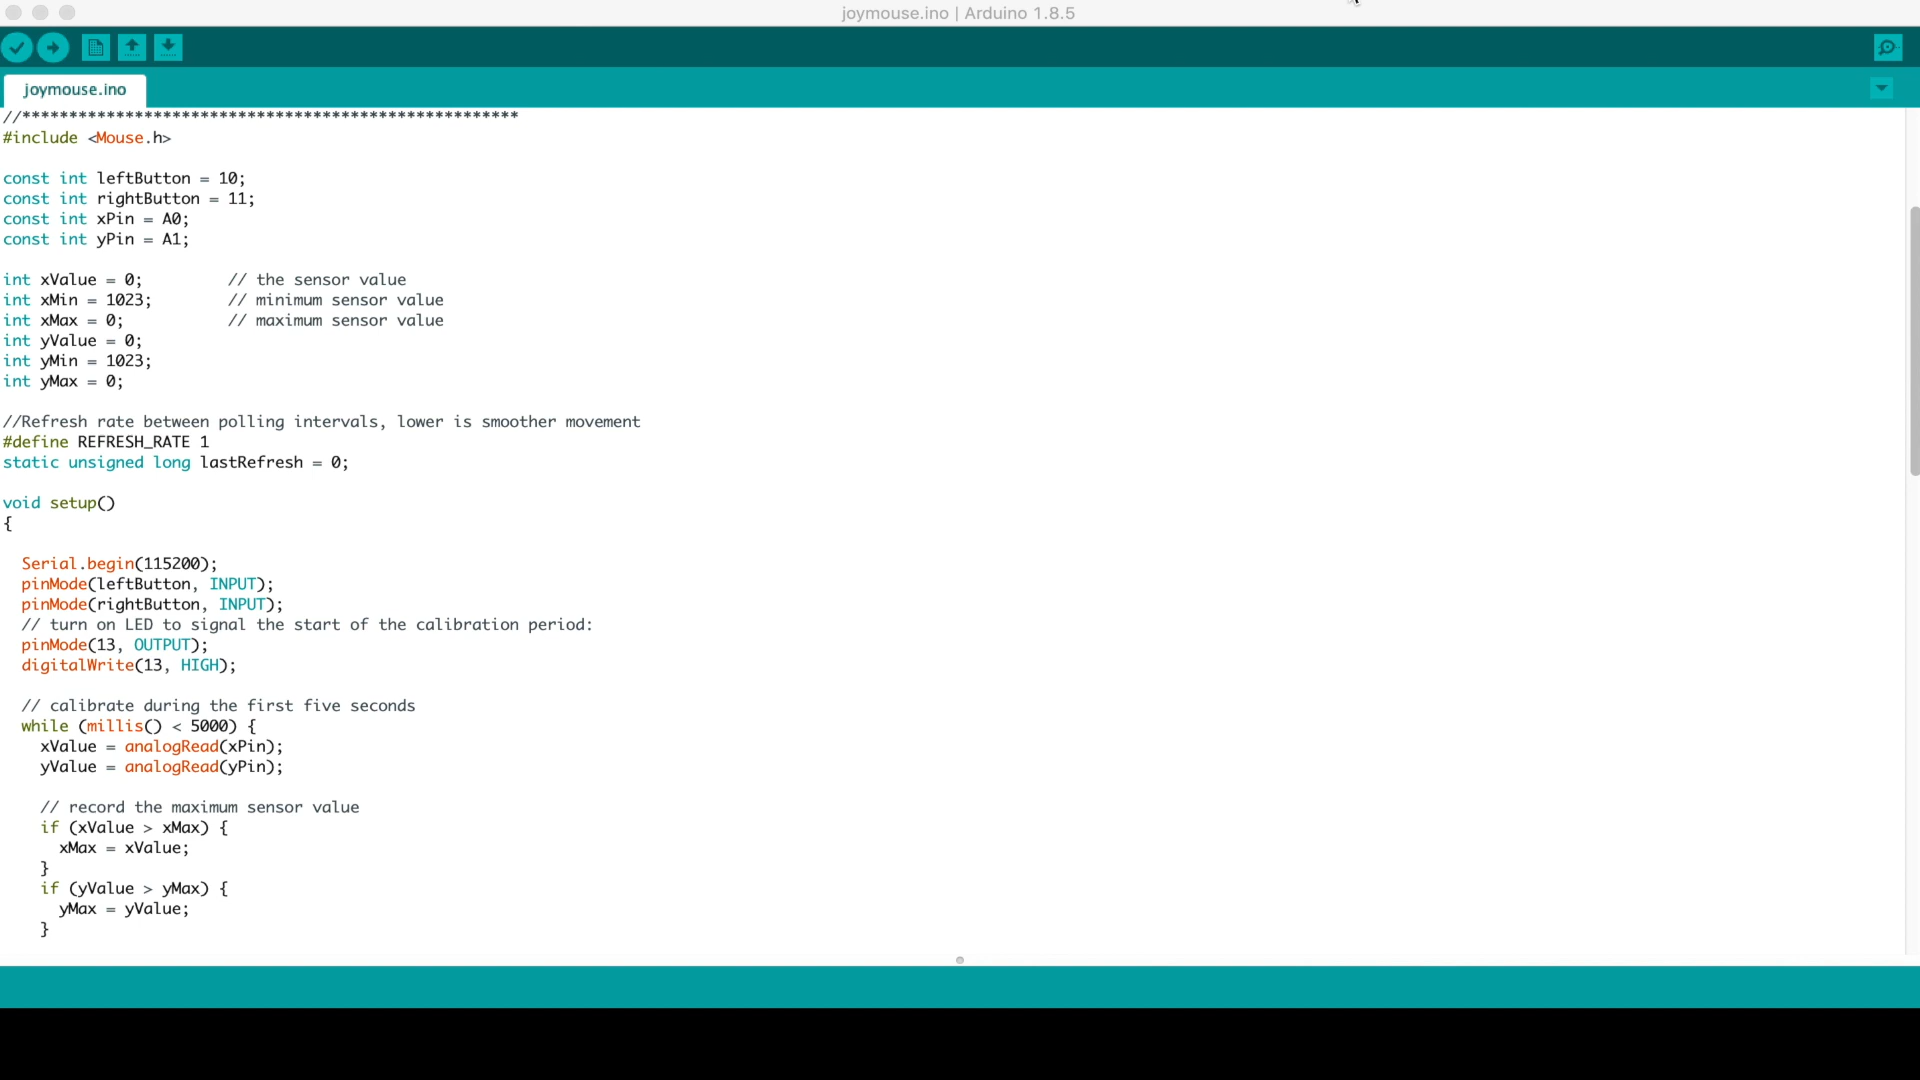 joymouse.ino | Arduino 1.8.5
joymouse.ino
//*****************************************************
#include <Mouse.h>
const int leftButton = 10;
const int rightButton = 11;
const int xPin = A0;
const int yPin = A1;
int xValue = 0;         // the sensor value
int xMin = 1023;        // minimum sensor value
int xMax = 0;           // maximum sensor value
int yValue = 0;
int yMin = 1023;
int yMax = 0;
//Refresh rate between polling intervals, lower is smoother movement
#define REFRESH_RATE 1
static unsigned long lastRefresh = 0;
void setup()
{
  Serial.begin(115200);
  pinMode(leftButton, INPUT);
  pinMode(rightButton, INPUT);
  // turn on LED to signal the start of the calibration period:
  pinMode(13, OUTPUT);
  digitalWrite(13, HIGH);
  // calibrate during the first five seconds
  while (millis() < 5000) {
    xValue = analogRead(xPin);
    yValue = analogRead(yPin);
    // record the maximum sensor value
    if (xValue > xMax) {
      xMax = xValue;
    }
    if (yValue > yMax) {
      yMax = yValue;
    }